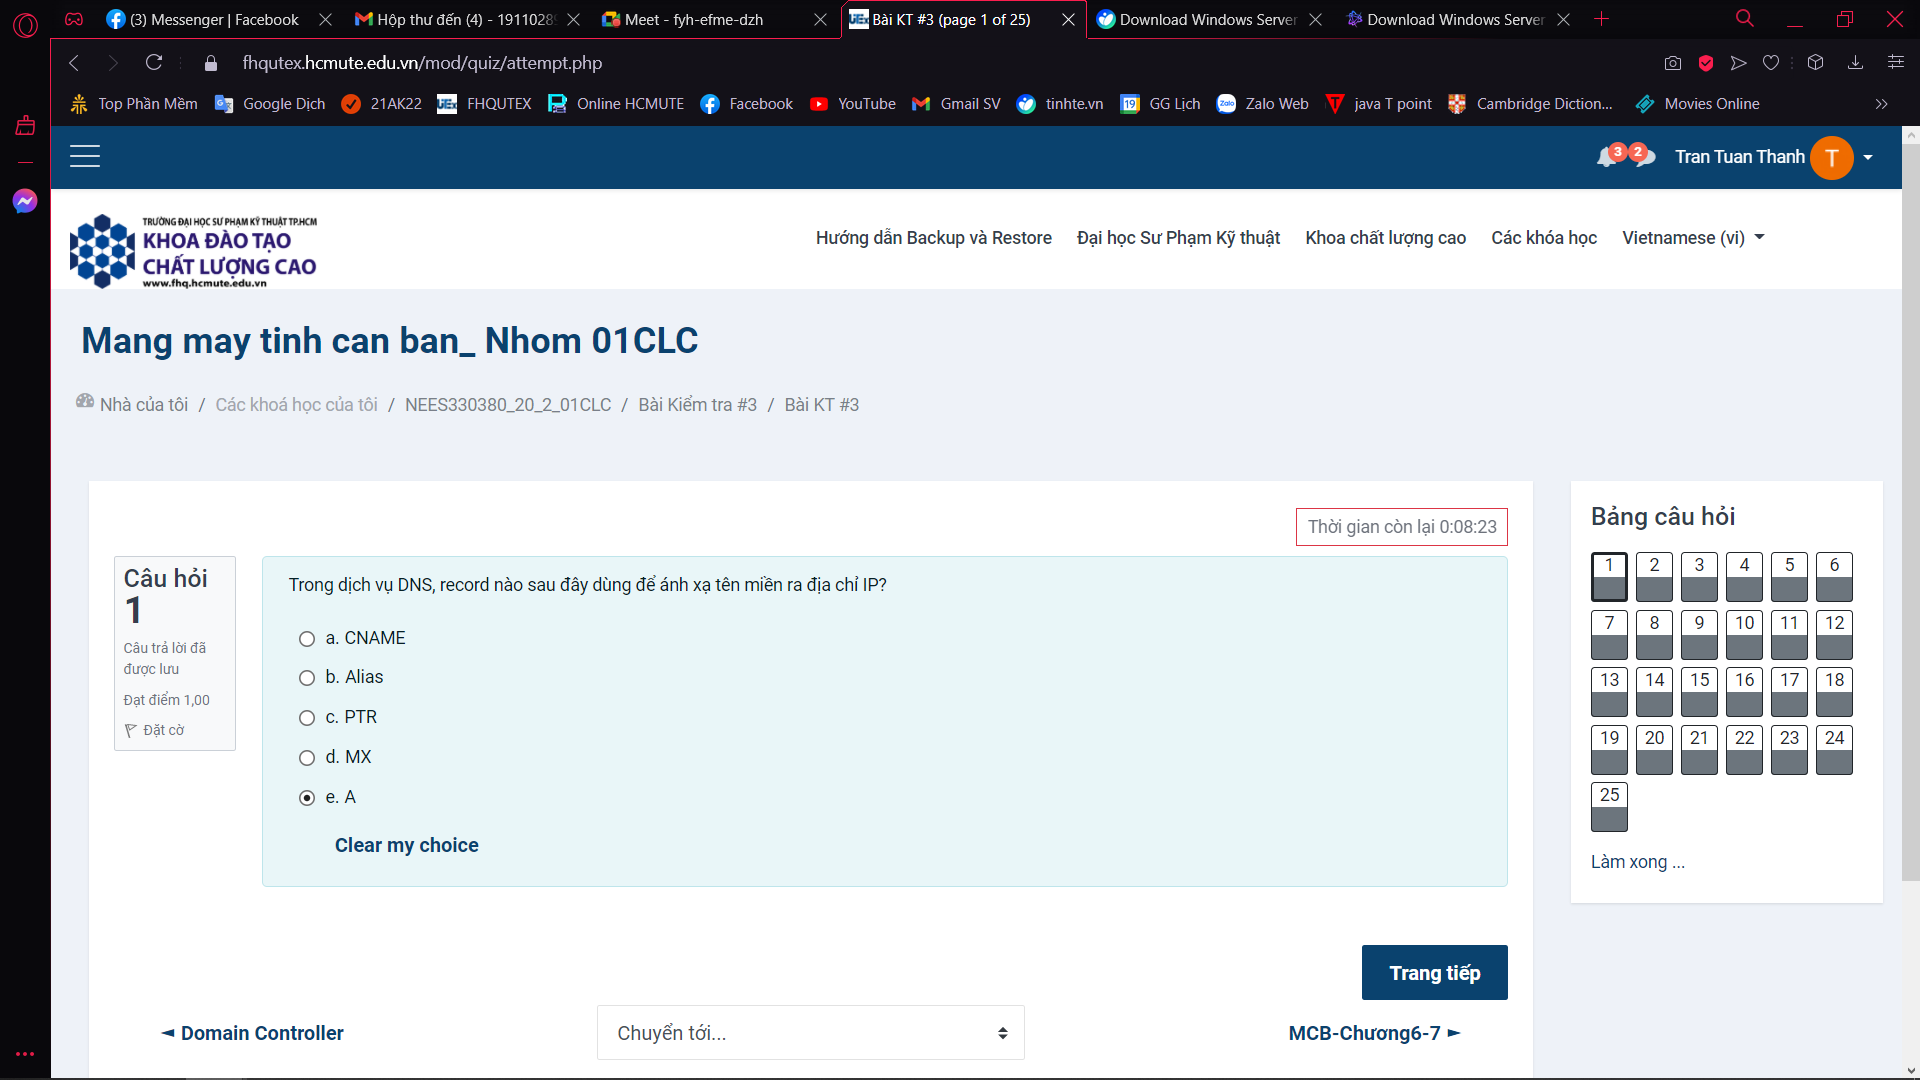 (3) Messenger | Facebook
Hộp thư đến (4) - 1911028
Meet - fyh-efme-dzh
UEx Bài KT #3 (page 1 of 25)
Download Windows Server
Download Windows Server
fhqutex.hcmute.edu.vn/mod/quiz/attempt.php
Top Phần Mềm
Google Dịch
21AK22
UEx FHQUTEX
Online HCMUTE
Facebook
YouTube
Gmail SV
tinhte.vn
19 GG Lịch
Zalo Zalo Web
java T point
Cambridge Diction...
Movies Online
3 2 Tran Tuan Thanh T
TRƯỜNG ĐẠI HỌC SƯ PHẠM KỸ THUẬT TP.HCM
KHOA ĐÀO TẠO
CHẤT LƯỢNG CAO
www.fhq.hcmute.edu.vn
Hướng dẫn Backup và Restore
Đại học Sư Phạm Kỹ thuật
Khoa chất lượng cao
Các khóa học
Vietnamese (vi)
Mang may tinh can ban_ Nhom 01CLC
Nhà của tôi / Các khoá học của tôi / NEES330380_20_2_01CLC / Bài Kiểm tra #3 / Bài KT #3
Thời gian còn lại 0:08:23
Câu hỏi
1
Câu trả lời đã
được lưu
Đạt điểm 1,00
Đặt cờ
Trong dịch vụ DNS, record nào sau đây dùng để ánh xạ tên miền ra địa chỉ IP?
a. CNAME
b. Alias
c. PTR
d. MX
e. A
Clear my choice
Trang tiếp
◄ Domain Controller
Chuyển tới...
MCB-Chương6-7 ►
Bảng câu hỏi
1 2 3 4 5 6
7 8 9 10 11 12
13 14 15 16 17 18
19 20 21 22 23 24
25
Làm xong ...